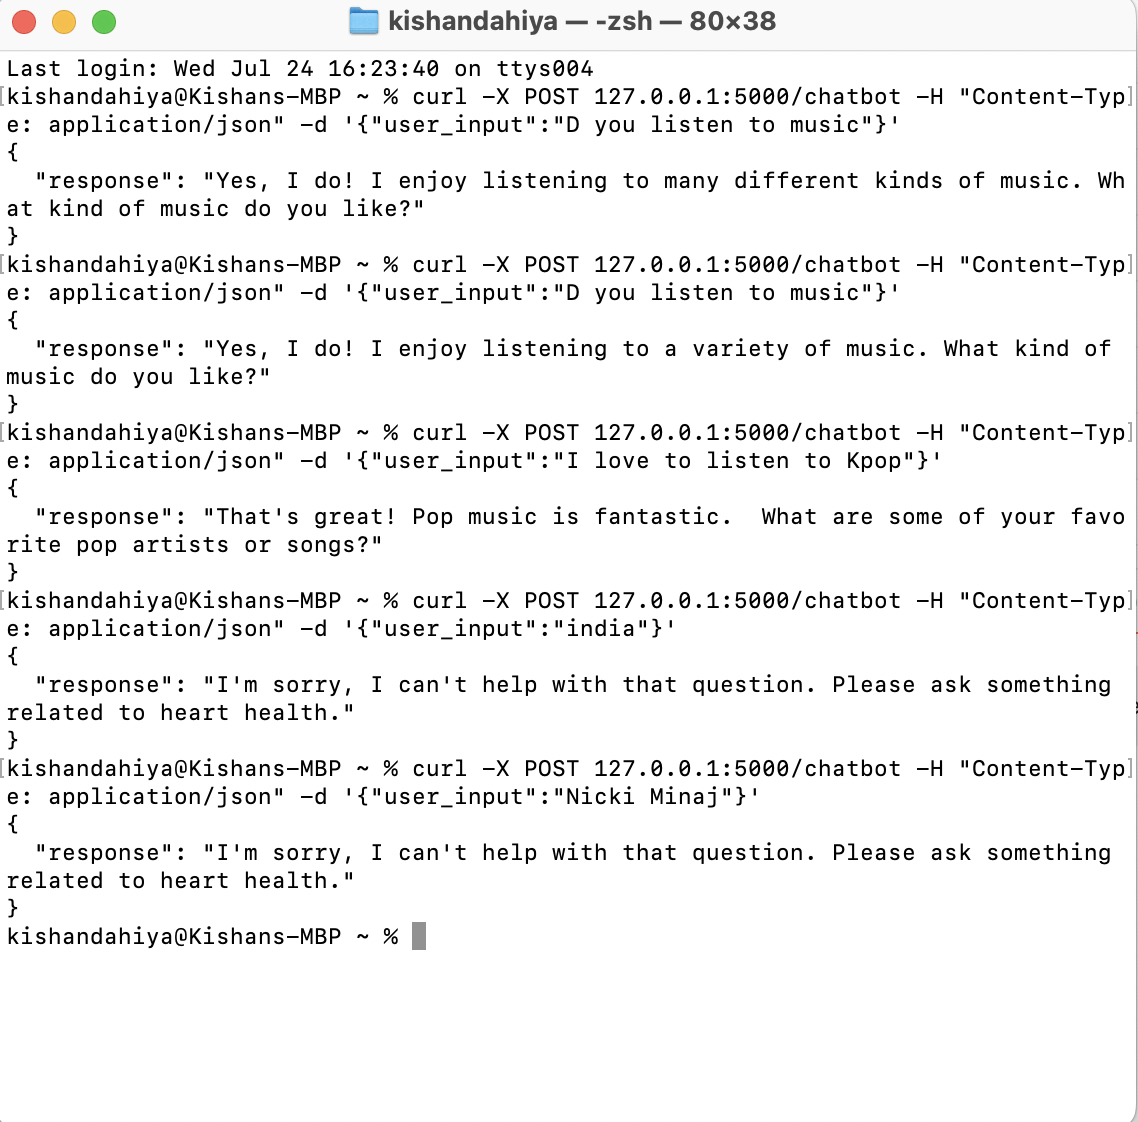 kishandahiya — -zsh — 80×38
Last login: Wed Jul 24 16:23:40 on ttys004
[kishandahiya@Kishans-MBP ~ % curl -X POST 127.0.0.1:5000/chatbot -H "Content-Typ]
e: application/json" -d '{"user_input":"D you listen to music"}'
{
  "response": "Yes, I do! I enjoy listening to many different kinds of music. Wh
at kind of music do you like?"
}
[kishandahiya@Kishans-MBP ~ % curl -X POST 127.0.0.1:5000/chatbot -H "Content-Typ]
e: application/json" -d '{"user_input":"D you listen to music"}'
{
  "response": "Yes, I do! I enjoy listening to a variety of music. What kind of
music do you like?"
}
[kishandahiya@Kishans-MBP ~ % curl -X POST 127.0.0.1:5000/chatbot -H "Content-Typ]
e: application/json" -d '{"user_input":"I love to listen to Kpop"}'
{
  "response": "That's great! Pop music is fantastic.  What are some of your favo
rite pop artists or songs?"
}
[kishandahiya@Kishans-MBP ~ % curl -X POST 127.0.0.1:5000/chatbot -H "Content-Typ]
e: application/json" -d '{"user_input":"india"}'
{
  "response": "I'm sorry, I can't help with that question. Please ask something
related to heart health."
}
[kishandahiya@Kishans-MBP ~ % curl -X POST 127.0.0.1:5000/chatbot -H "Content-Typ]
e: application/json" -d '{"user_input":"Nicki Minaj"}'
{
  "response": "I'm sorry, I can't help with that question. Please ask something
related to heart health."
}
kishandahiya@Kishans-MBP ~ %